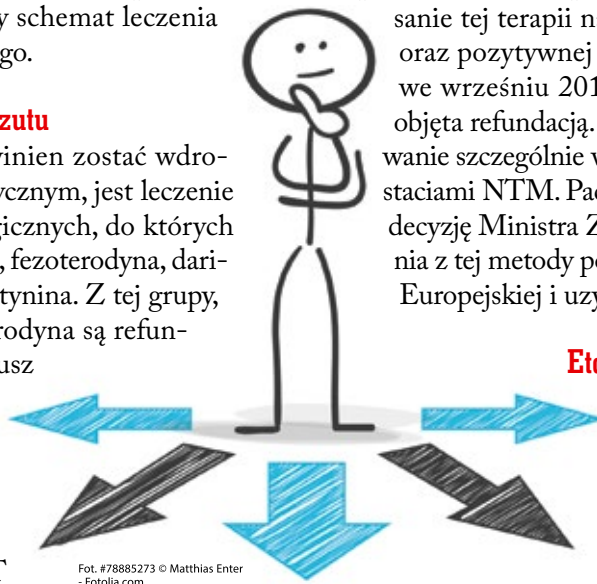 schemat leczenia
go.
zutu
winien zostać wdro-
ycznym, jest leczenie
gicznych, do których
, fezoterodyna, dari-
tynina. Z tej grupy,
rodyna są refun-
usz
sanie tej terapii
oraz pozytywnej
we wrześniu 201
objęta refundacją.
wanie szczególnie
staciami NTM. Pac
decyzję Ministra Z
nia z tej metody
Europejskiej i uzy
Eto
Fot. #78885273 © Matthias Enter
- Fotolia.com